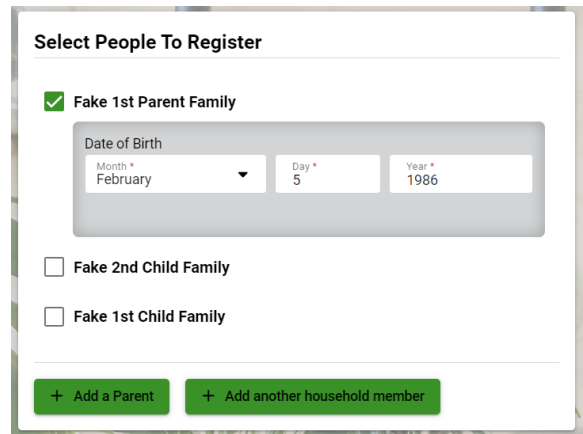 Select People To Register
Fake 1st Parent Family
Date of Birth
Month * Day * Year *
February 5 1986
Fake 2nd Child Family
Fake 1st Child Family
+ Add a Parent + Add another household member